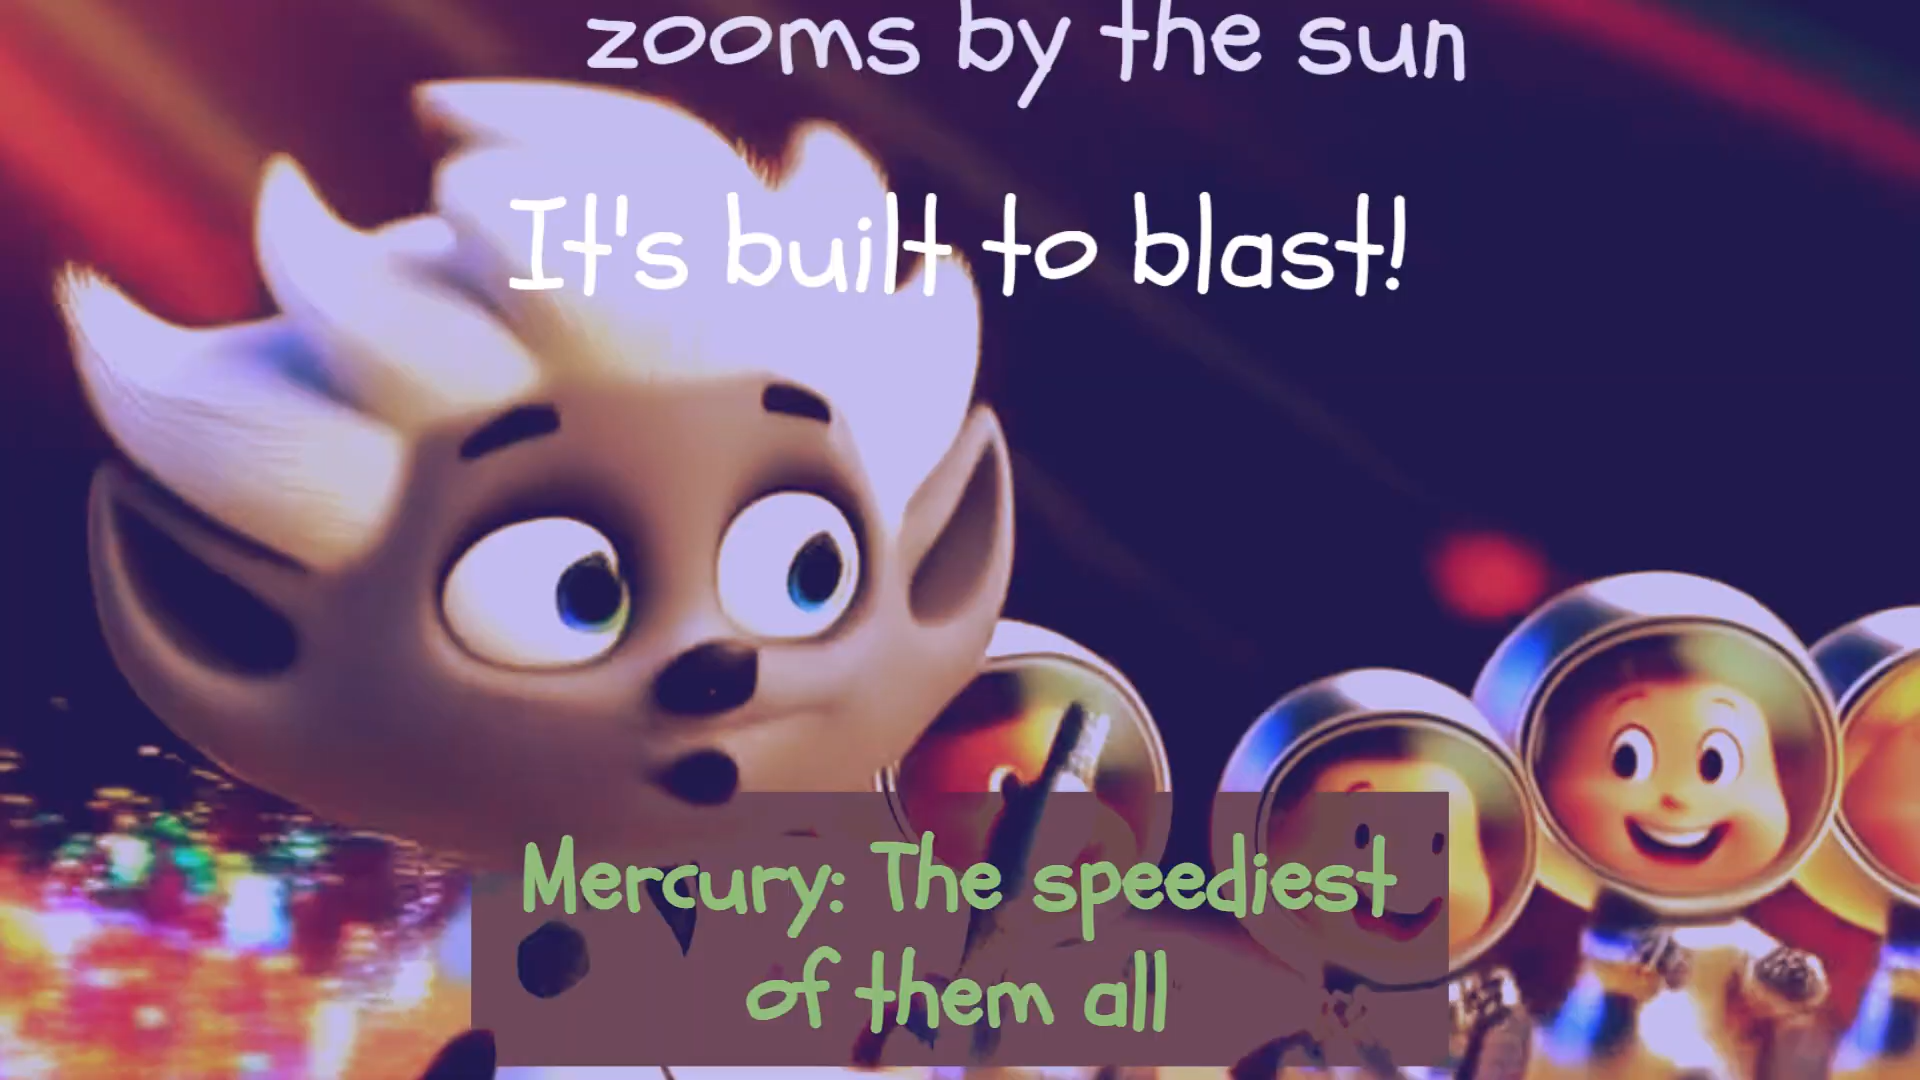 zooms by the sun
It's built to blast!
Mercury: The speediest
of them all